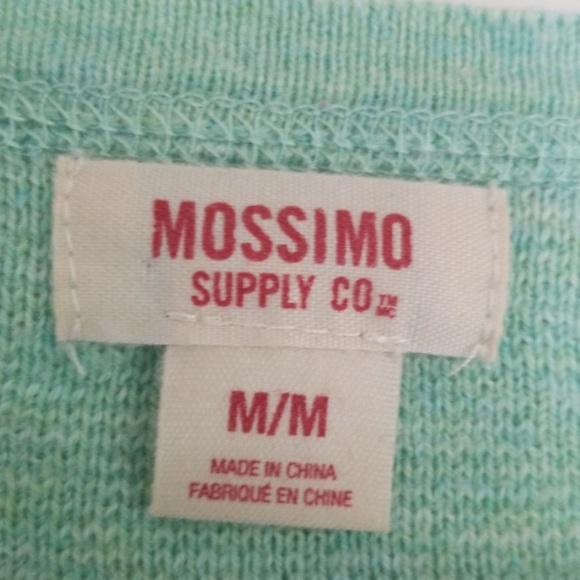 MOSSIMO
SUPPLY CO ™ MC
M/M
MADE IN CHINA
FABRIQUÉ EN CHINE